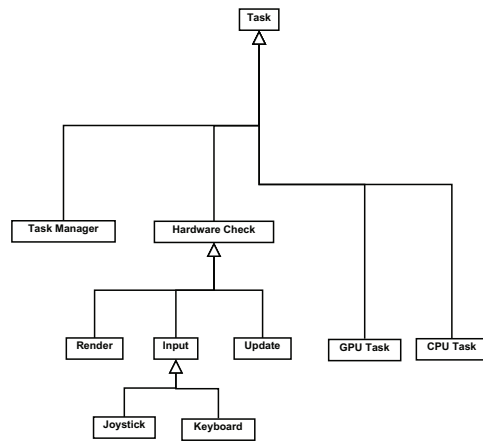 Task
Task Manager
Hardware Check
Render
Input
Update
GPU Task
CPU Task
Joystick
Keyboard